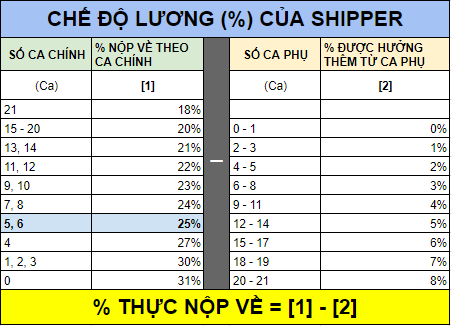 CHẾ ĐỘ LƯƠNG (%) CỦA SHIPPER
SỐ CA CHÍNH % NỘP VỀ THEO CA CHÍNH SỐ CA PHỤ % ĐƯỢC HƯỞNG THÊM TỪ CA PHỤ
(Ca) [1] – (Ca) [2]
21 18%
15 - 20 20% 0 - 1 0%
13, 14 21% 2 - 3 1%
11, 12 22% 4 - 5 2%
9, 10 23% 6 - 8 3%
7, 8 24% 9 - 11 4%
5, 6 25% 12 - 14 5%
4 27% 15 - 17 6%
1, 2, 3 30% 18 - 19 7%
0 31% 20 - 21 8%
% THỰC NỘP VỀ = [1] - [2]